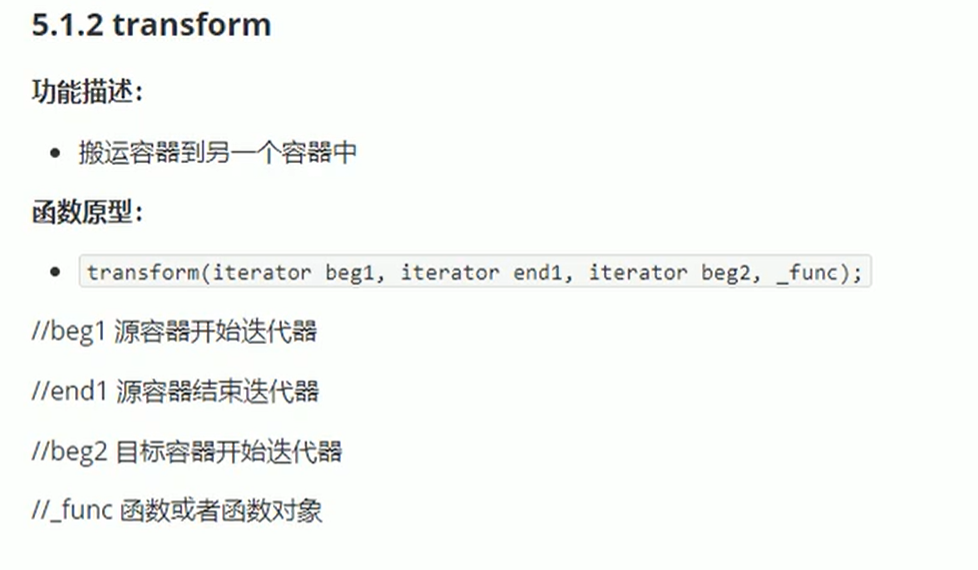 5.1.2 transform
功能描述：
• 搬运容器到另一个容器中
函数原型：
• transform(iterator beg1, iterator end1, iterator beg2, _func);
//beg1 源容器开始迭代器
//end1 源容器结束迭代器
//beg2 目标容器开始迭代器
//_func 函数或者函数对象